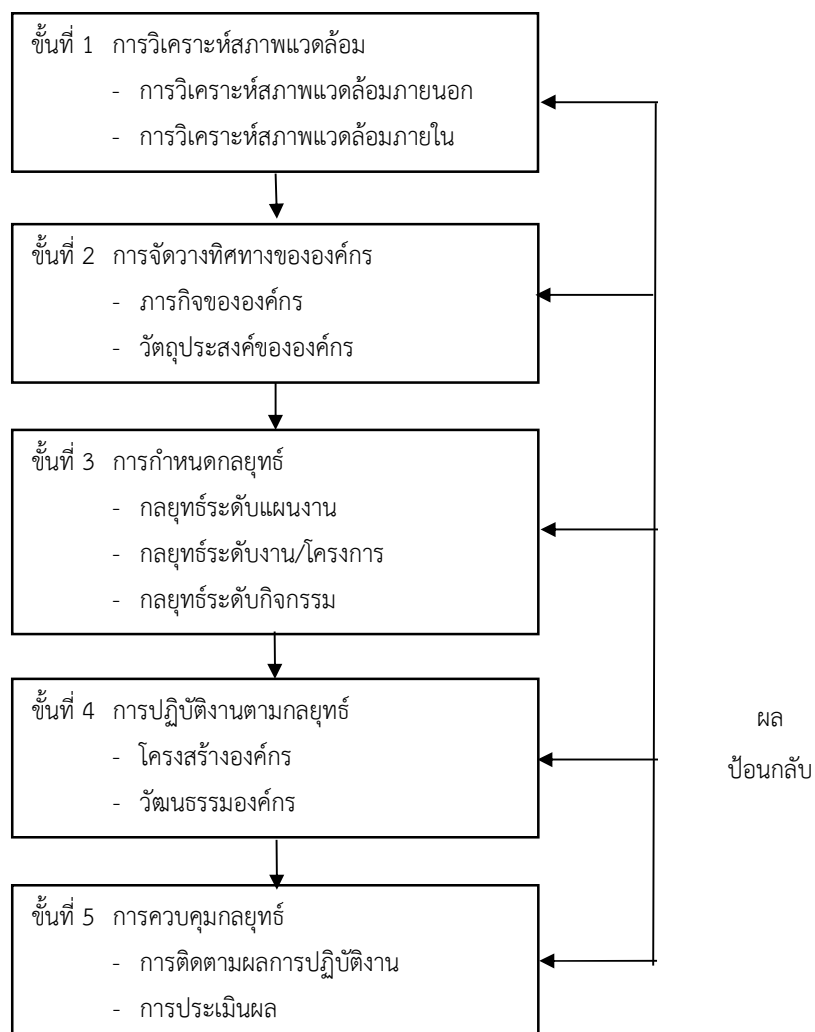 ขั้นที่ 1 การวิเคราะห์สภาพแวดล้อม
- การวิเคราะห์สภาพแวดล้อมภายนอก
- การวิเคราะห์สภาพแวดล้อมภายใน
ขั้นที่ 2 การจัดวางทิศทางขององค์กร
- ภารกิจขององค์กร
- วัตถุประสงค์ขององค์กร
ขั้นที่ 3 การกำหนดกลยุทธ์
- กลยุทธ์ระดับแผนงาน
- กลยุทธ์ระดับงาน/โครงการ
- กลยุทธ์ระดับกิจกรรม
ขั้นที่ 4 การปฏิบัติงานตามกลยุทธ์
- โครงสร้างองค์กร
- วัฒนธรรมองค์กร
ผล
ป้อนกลับ
ขั้นที่ 5 การควบคุมกลยุทธ์
- การติดตามผลการปฏิบัติงาน
- การประเมินผล